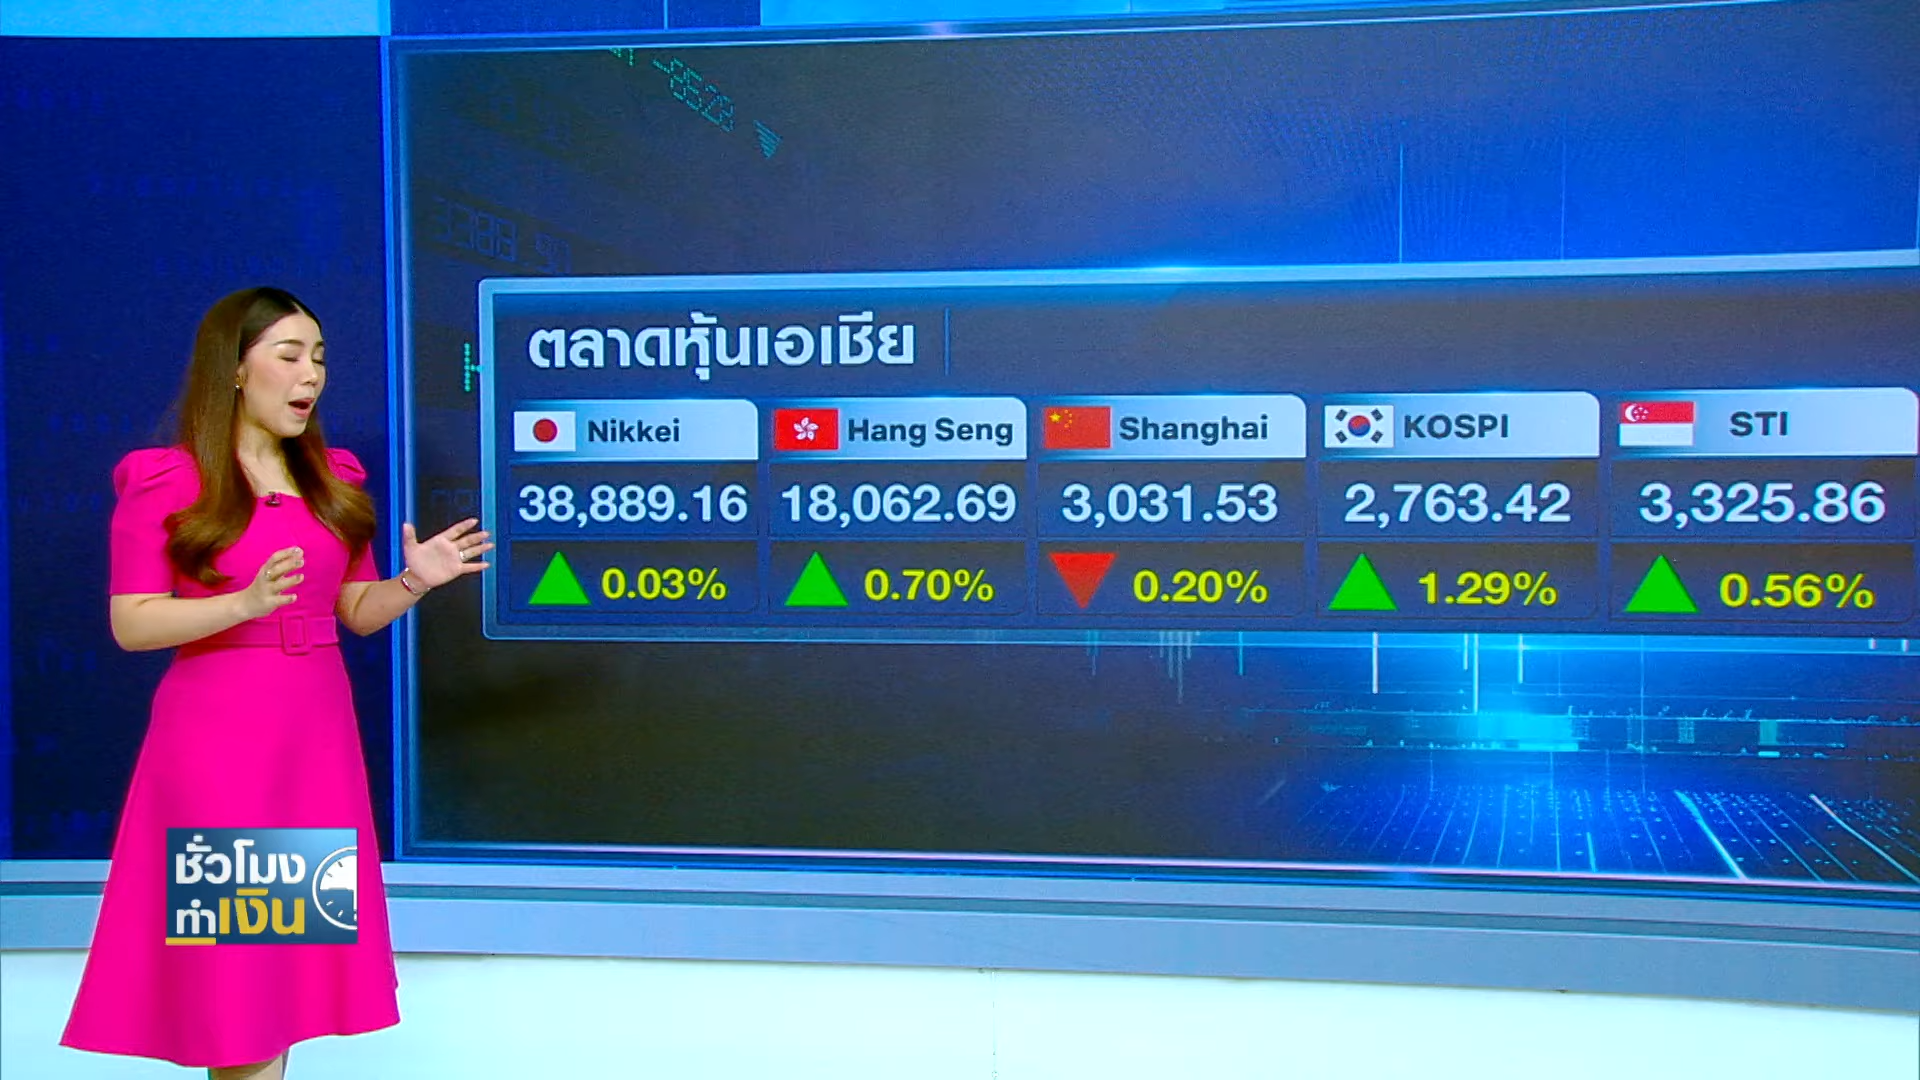 ตลาดหุ้นเอเชีย
Nikkei Hang Seng Shanghai KOSPI STI
38,889.16 18,062.69 3,031.53 2,763.42 3,325.86
0.03% 0.70% 0.20% 1.29% 0.56%
ชั่วโมง
ทำเงิน